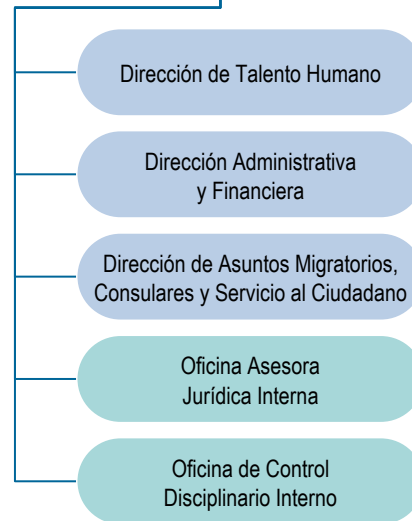 Dirección de Talento Humano
Dirección Administrativa
y Financiera
Dirección de Asuntos Migratorios,
Consulares y Servicio al Ciudadano
Oficina Asesora
Jurídica Interna
Oficina de Control
Disciplinario Interno